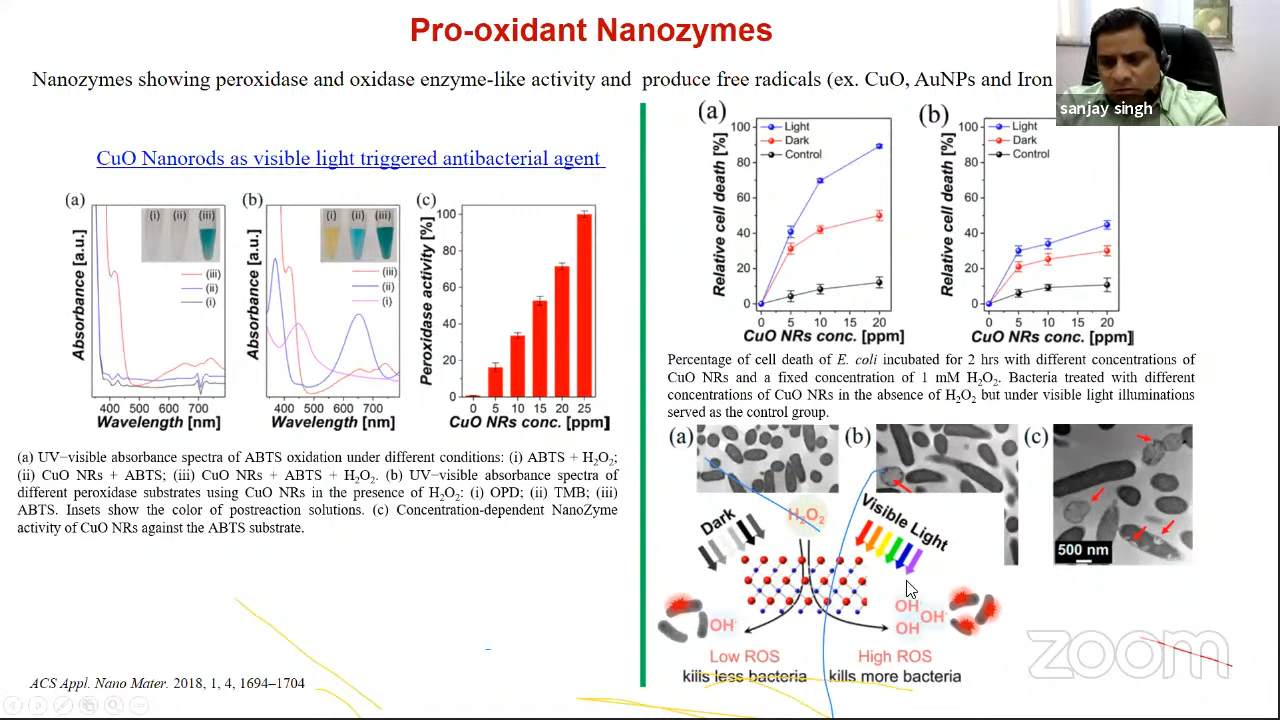 Pro-oxidant Nanozymes
Nanozymes showing peroxidase and oxidase enzyme-like activity and produce free radicals (ex. CuO, AuNPs and Iron
sanjay singh
CuO Nanorods as visible light triggered antibacterial agent
(a)
Absorbance [a.u.]
(i) (ii) (iii)
(iii)
(ii)
(i)
400 500 600 700
Wavelength [nm]
(b)
Absorbance [a.u.]
(i) (ii) (iii)
(iii)
(ii)
(i)
400 500 600 700
Wavelength [nm]
(c)
Peroxidase activity [%]
100
80
60
40
20
0
0 5 10 15 20 25
CuO NRs conc. [ppm]
(a) UV−visible absorbance spectra of ABTS oxidation under different conditions: (i) ABTS + H₂O₂;
(ii) CuO NRs + ABTS; (iii) CuO NRs + ABTS + H₂O₂. (b) UV−visible absorbance spectra of
different peroxidase substrates using CuO NRs in the presence of H₂O₂: (i) OPD; (ii) TMB; (iii)
ABTS. Insets show the color of postreaction solutions. (c) Concentration-dependent NanoZyme
activity of CuO NRs against the ABTS substrate.
ACS Appl. Nano Mater. 2018, 1, 4, 1694–1704
(a)
Relative cell death [%]
100
80
60
40
20
0
Light
Dark
Control
0 5 10 15 20
CuO NRs conc. [ppm]
(b)
Relative cell death [%]
100
80
60
40
20
0
Light
Dark
Control
0 5 10 15 20
CuO NRs conc. [ppm]
Percentage of cell death of E. coli incubated for 2 hrs with different concentrations of
CuO NRs and a fixed concentration of 1 mM H₂O₂. Bacteria treated with different
concentrations of CuO NRs in the absence of H₂O₂ but under visible light illuminations
served as the control group.
(a)
(b)
(c)
500 nm
Dark
H₂O₂
Visible Light
OH·
OH·
OH·
OH·
Low ROS
kills less bacteria
High ROS
kills more bacteria
zoom